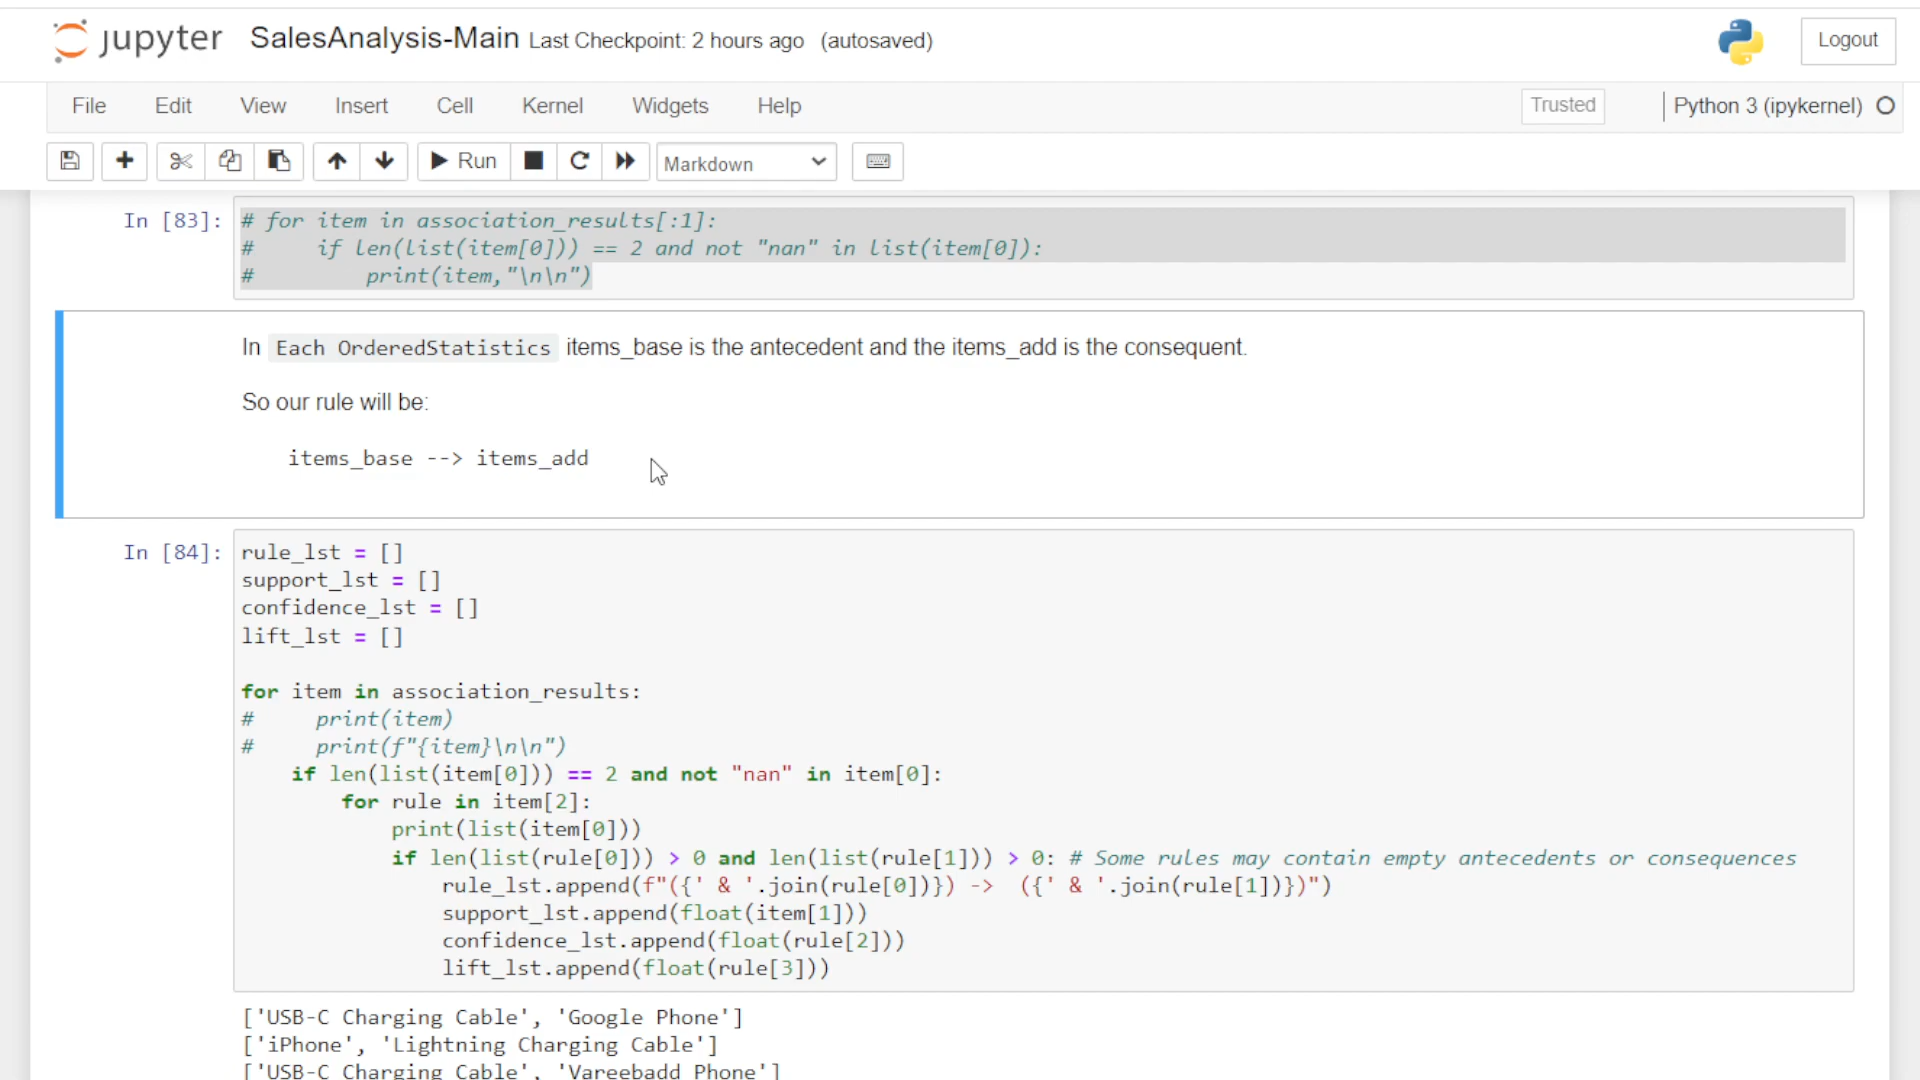 jupyter SalesAnalysis-Main Last Checkpoint: 2 hours ago (autosaved) Logout
File Edit View Insert Cell Kernel Widgets Help Trusted Python 3 (ipykernel)
Run Markdown
In [83]: # for item in association_results[:1]:
#     if len(list(item[0])) == 2 and not "nan" in list(item[0]):
#         print(item,"\n\n")
In Each OrderedStatistics items_base is the antecedent and the items_add is the consequent.
So our rule will be:
items_base --> items_add
In [84]: rule_lst = []
support_lst = []
confidence_lst = []
lift_lst = []
for item in association_results:
#     print(item)
#     print(f"{item}\n\n")
    if len(list(item[0])) == 2 and not "nan" in item[0]:
        for rule in item[2]:
            print(list(item[0]))
            if len(list(rule[0])) > 0 and len(list(rule[1])) > 0: # Some rules may contain empty antecedents or consequences
                rule_lst.append(f"({' & '.join(rule[0])}) ->  ({' & '.join(rule[1])})")
                support_lst.append(float(item[1]))
                confidence_lst.append(float(rule[2]))
                lift_lst.append(float(rule[3]))
['USB-C Charging Cable', 'Google Phone']
['iPhone', 'Lightning Charging Cable']
['USB-C Charging Cable', 'Vareebadd Phone']